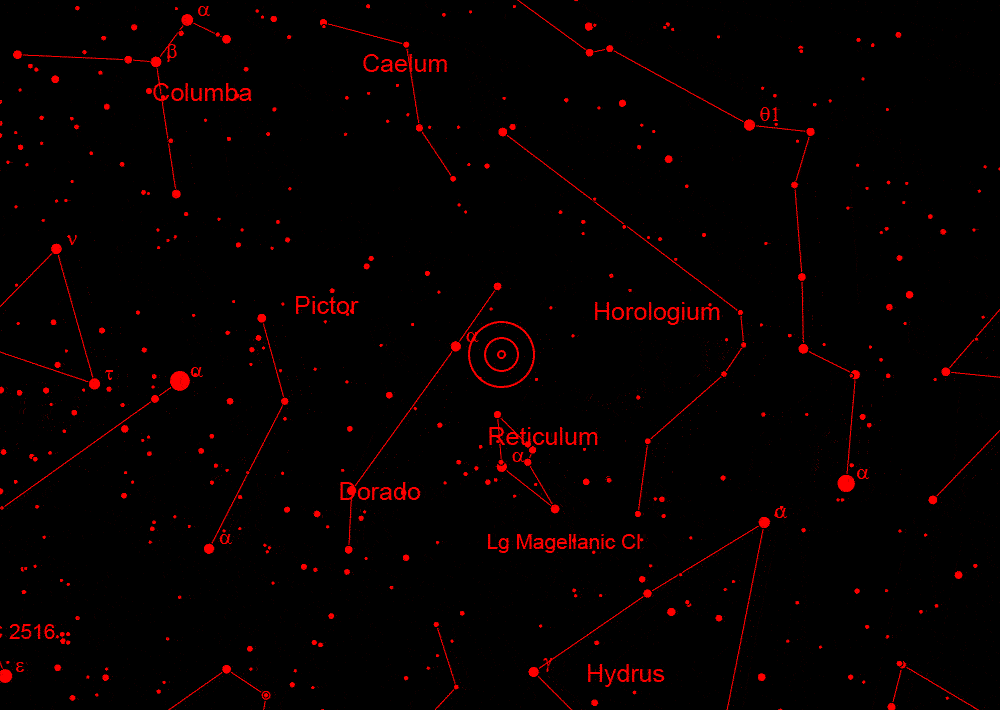 α
β
Caelum
Columba
θ1
ν
Pictor
Horologium
α
τ
α
Reticulum
α
α
Dorado
α
α
α
Lg Magellanic Cl
2516
ε
γ
Hydrus